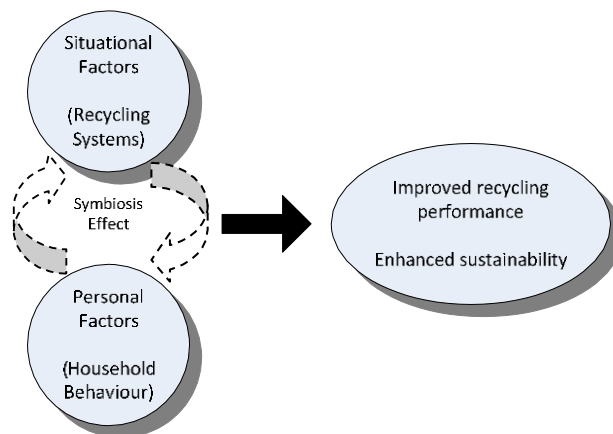 Situational
Factors
(Recycling
Systems)
Symbiosis
Effect
Personal
Factors
(Household
Behaviour)
Improved recycling
performance
Enhanced sustainability